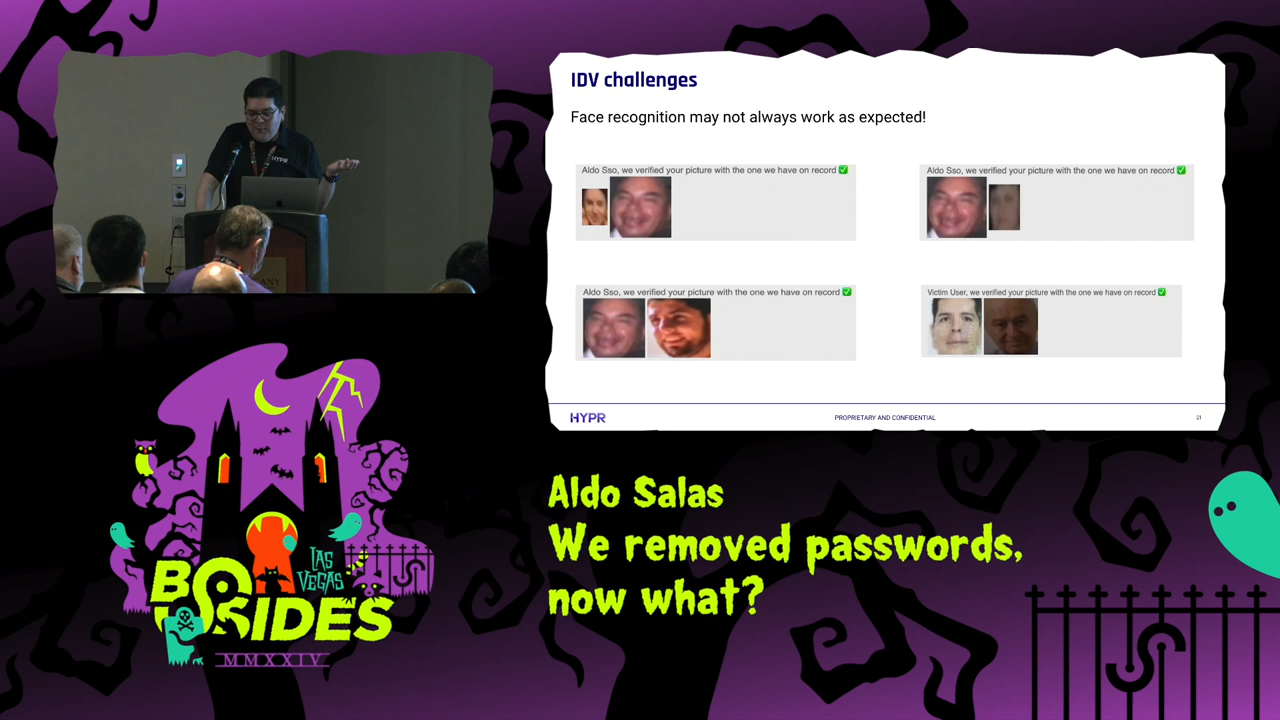 HYPR
IDV challenges
Face recognition may not always work as expected!
Aldo Sso, we verified your picture with the one we have on record ✅
Aldo Sso, we verified your picture with the one we have on record ✅
Aldo Sso, we verified your picture with the one we have on record ✅
Victim User, we verified your picture with the one we have on record ✅
HYPR
PROPRIETARY AND CONFIDENTIAL
21
Aldo Salas
We removed passwords,
now what?
LAS
VEGAS
BSIDES
MMXXIV